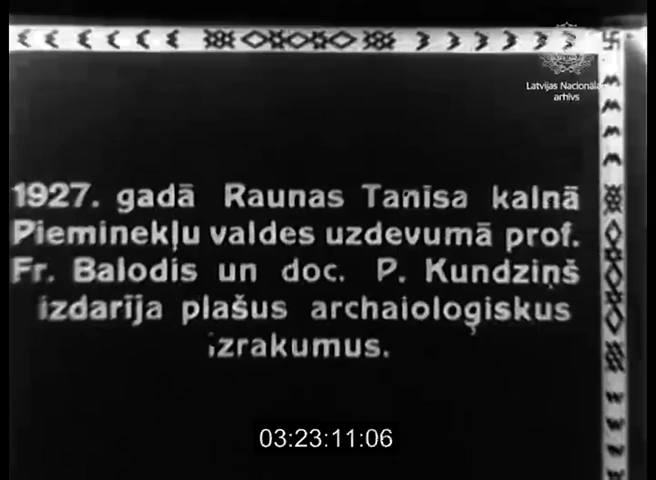 Latvijas Nacionālais
arhīvs
1927. gadā Raunas Tanīsa kalnā
Pieminekļu valdes uzdevumā prof.
Fr. Balodis un doc. P. Kundziņš
izdarīja plašus archaioloģiskus
izrakumus.
03:23:11:06